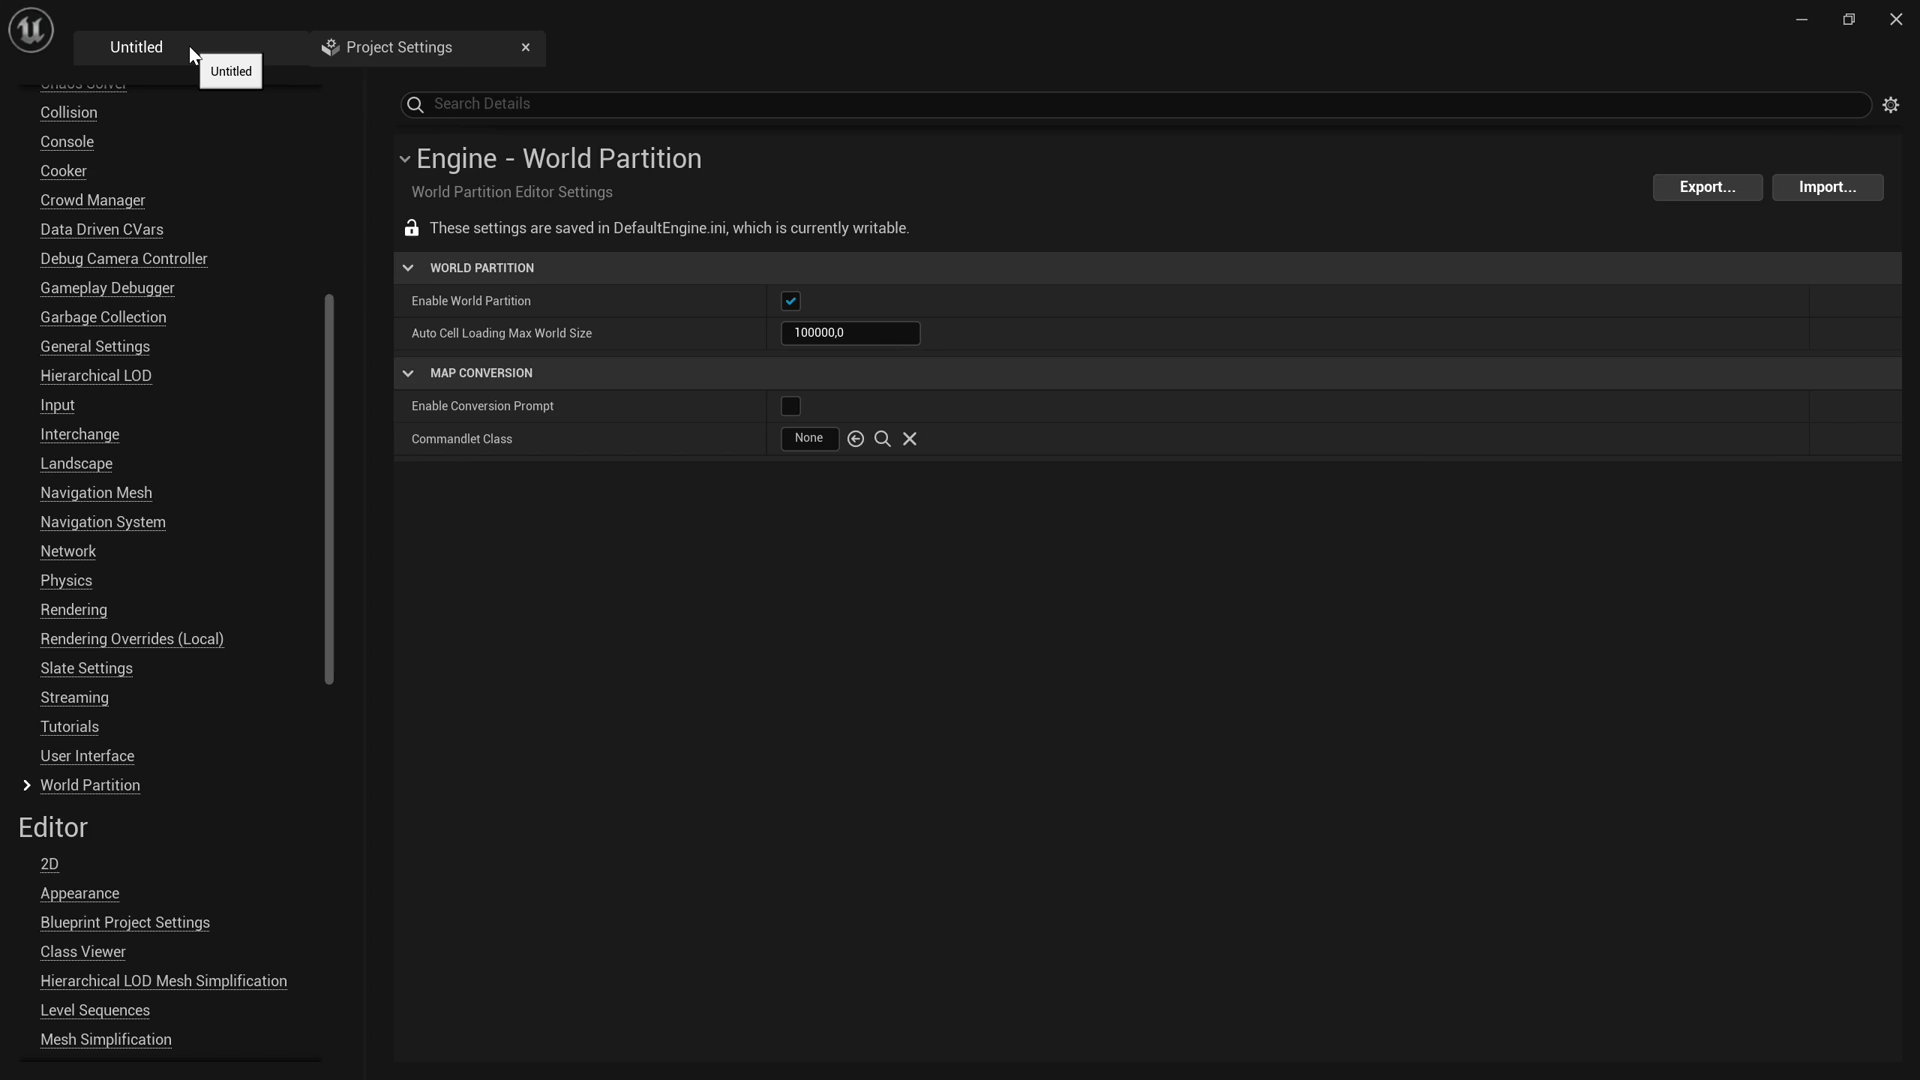 Untitled
Project Settings
Untitled
Chaos Solver
Collision
Console
Cooker
Crowd Manager
Data Driven CVars
Debug Camera Controller
Gameplay Debugger
Garbage Collection
General Settings
Hierarchical LOD
Input
Interchange
Landscape
Navigation Mesh
Navigation System
Network
Physics
Rendering
Rendering Overrides (Local)
Slate Settings
Streaming
Tutorials
User Interface
World Partition
Editor
2D
Appearance
Blueprint Project Settings
Class Viewer
Hierarchical LOD Mesh Simplification
Level Sequences
Mesh Simplification
Search Details
Engine - World Partition
World Partition Editor Settings
Export...
Import...
These settings are saved in DefaultEngine.ini, which is currently writable.
WORLD PARTITION
Enable World Partition
Auto Cell Loading Max World Size
100000,0
MAP CONVERSION
Enable Conversion Prompt
Commandlet Class
None